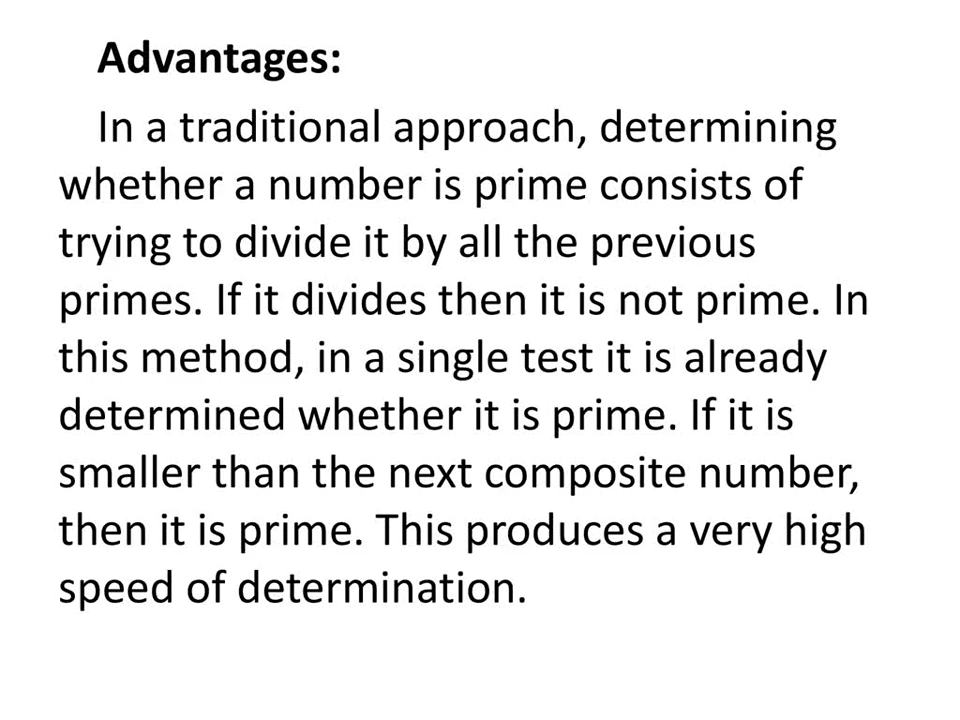 Advantages:
In a traditional approach, determining
whether a number is prime consists of
trying to divide it by all the previous
primes. If it divides then it is not prime. In
this method, in a single test it is already
determined whether it is prime. If it is
smaller than the next composite number,
then it is prime. This produces a very high
speed of determination.